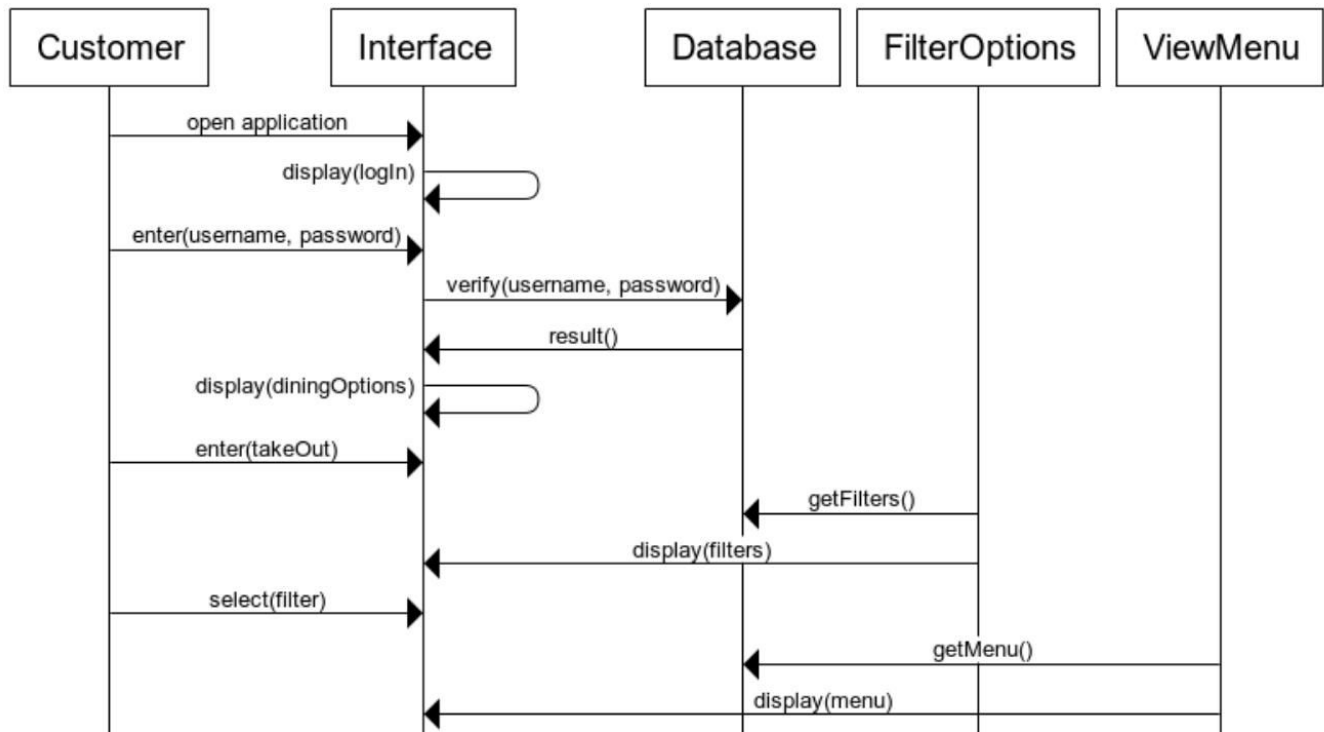 Customer
Interface
Database
FilterOptions
ViewMenu
open application
display(logIn)
enter(username, password)
verify(username, password)
result()
display(diningOptions)
enter(takeOut)
getFilters()
display(filters)
select(filter)
getMenu()
display(menu)